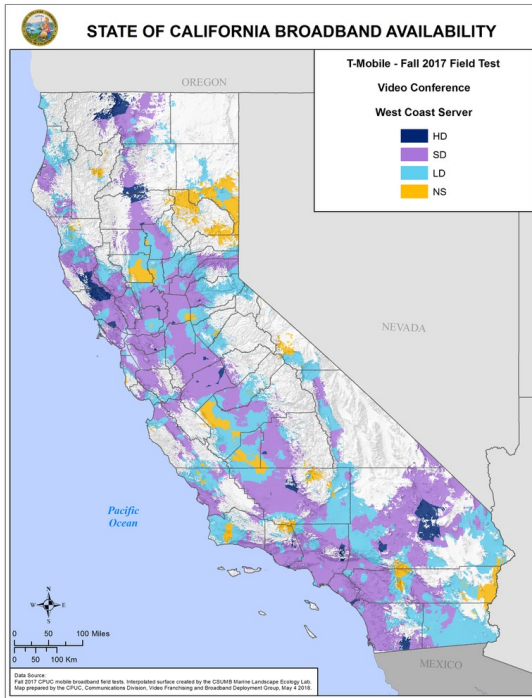 STATE OF CALIFORNIA BROADBAND AVAILABILITY
T-Mobile - Fall 2017 Field Test
Video Conference
West Coast Server
HD
SD
LD
NS
OREGON
NEVADA
Pacific
Ocean
N
W
E
S
0 50 100 Miles
0 50 100 Km
MEXICO
Data Source:
Fall 2017 CPUC mobile broadband field tests. Interpolated surface created by the CSUMB Marine Landscape Ecology Lab.
Map prepared by the CPUC, Communications Division, Video Franchising and Broadband Deployment Group, May 4 2018.